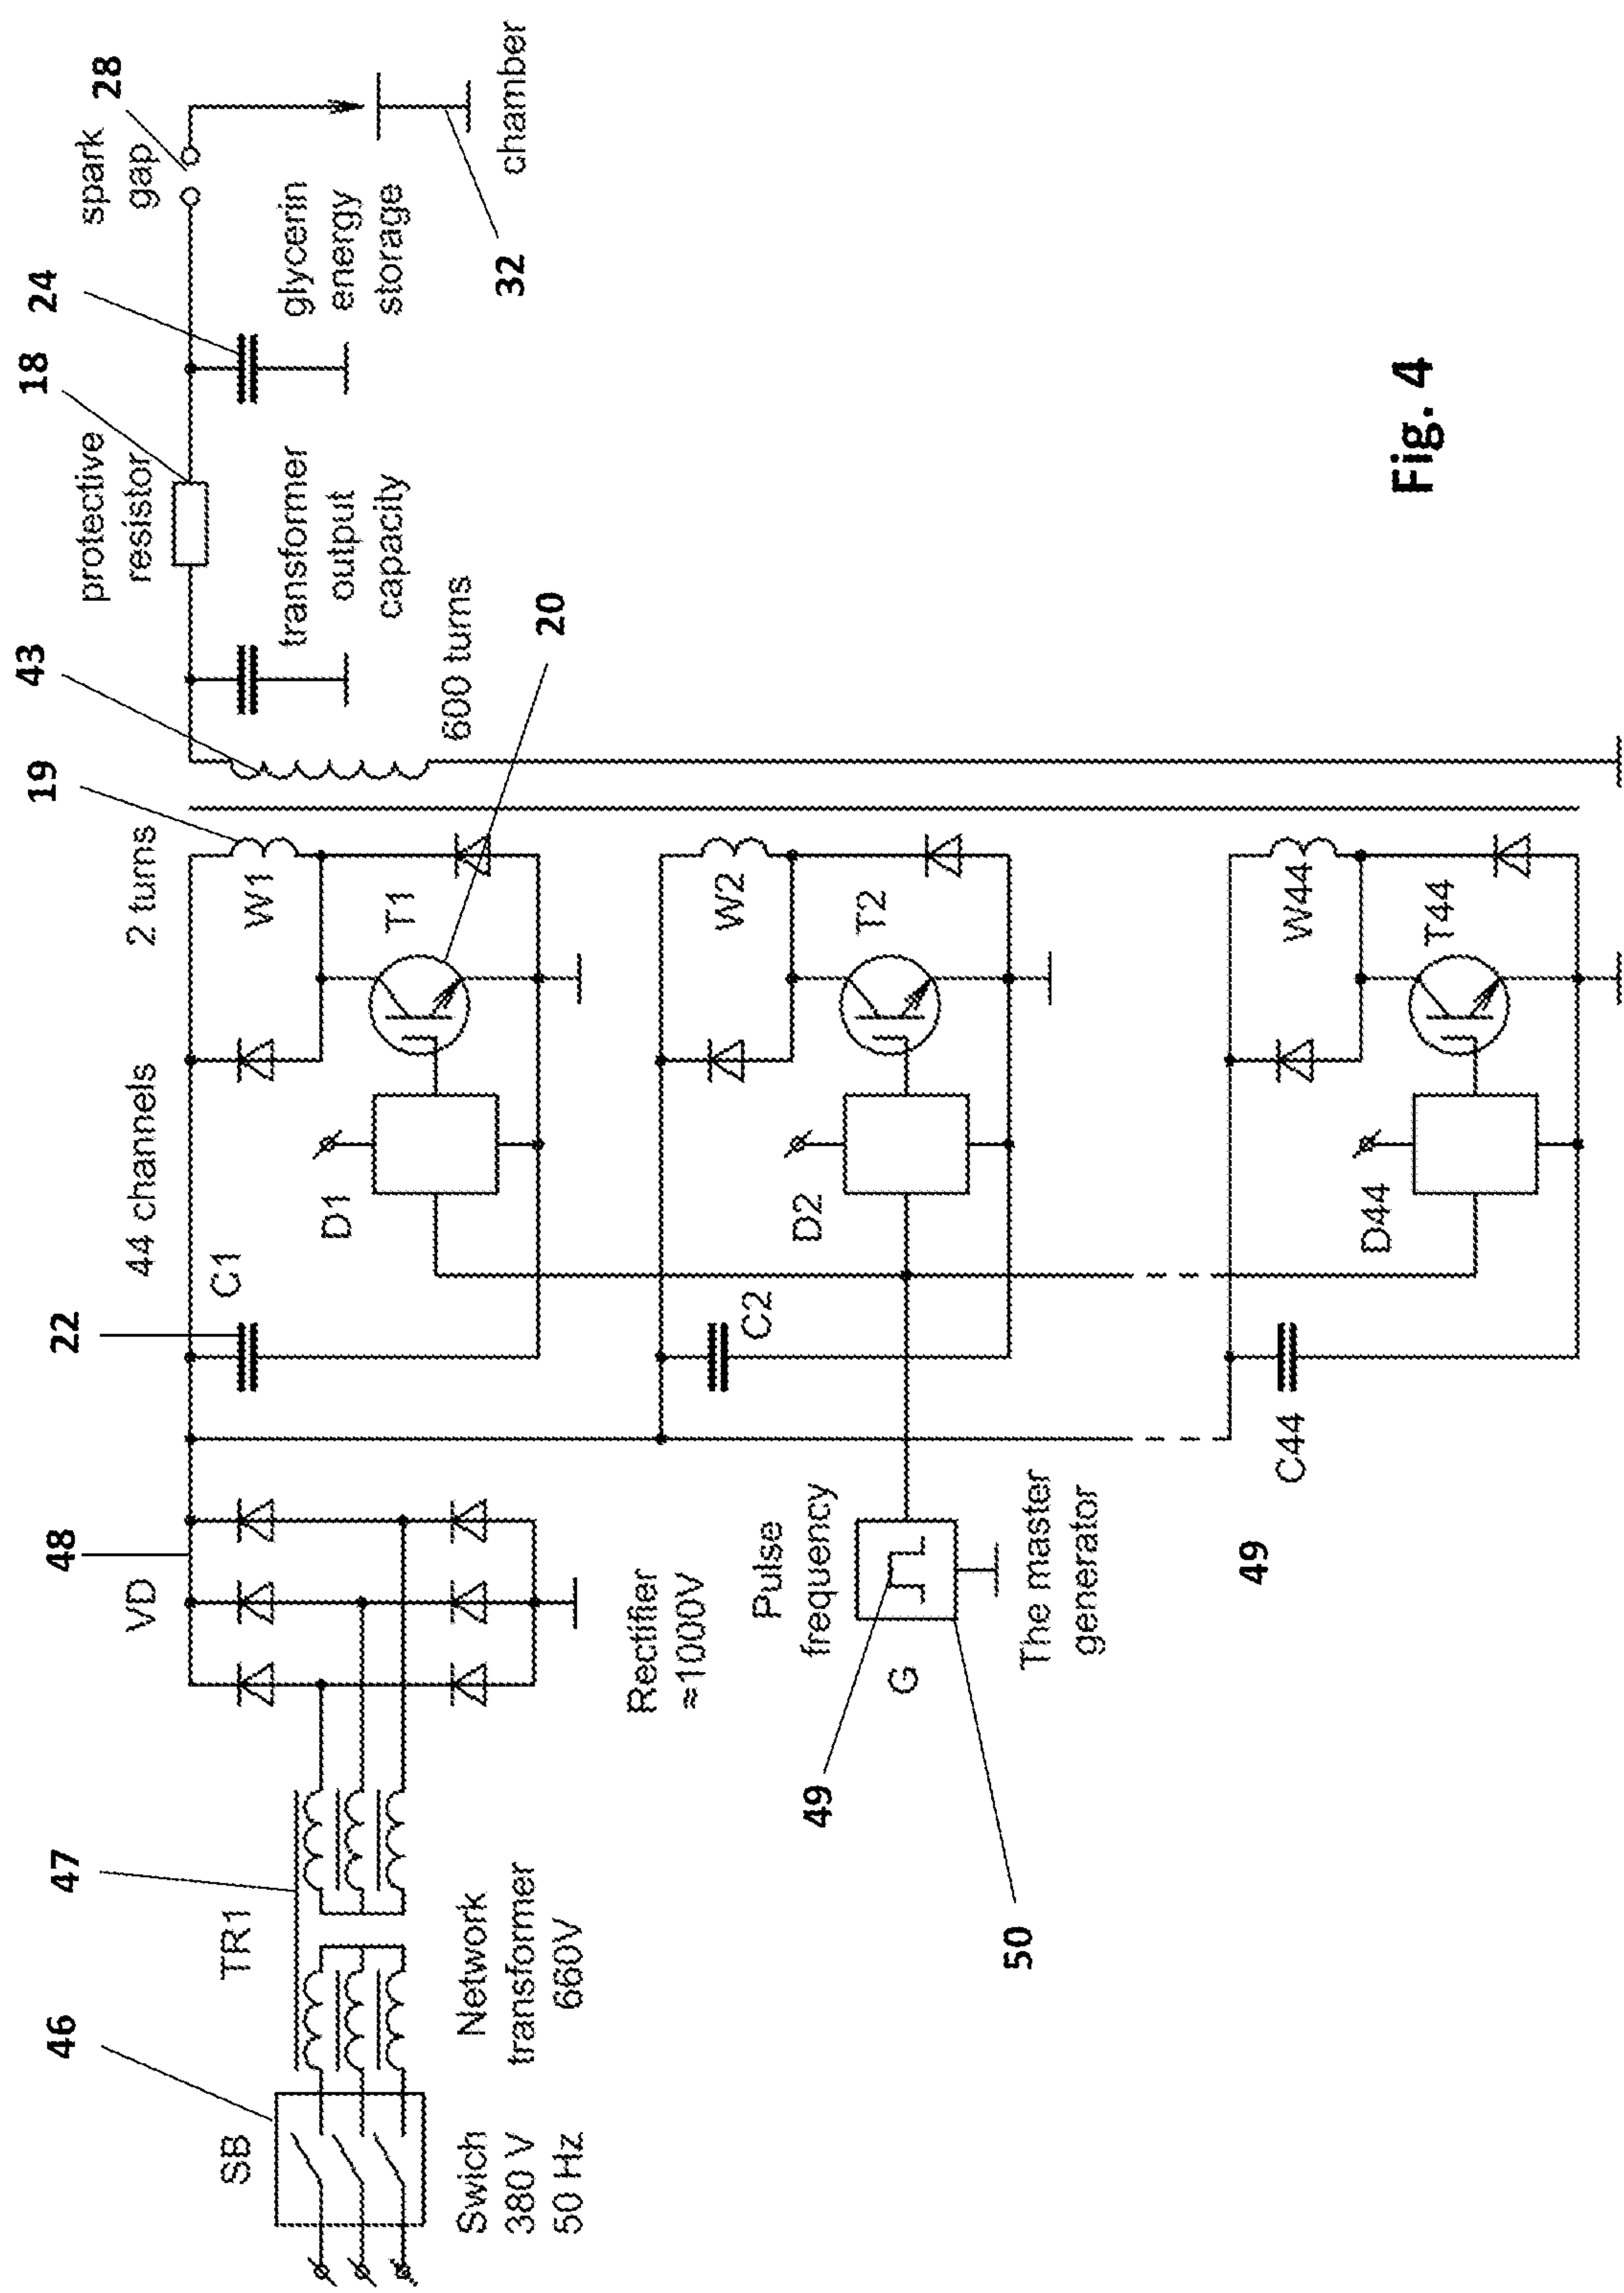 46
SB
Swich
380 V
50 Hz
47
TR1
Network
transformer
660V
48
VD
Rectifier
≈1000V
Pulse
frequency
G
49
50
The master
generator
49
22
44 channels
2 turns
C1
D1
T1
W1
C2
D2
T2
W2
C44
D44
T44
W44
19
43
20
600 turns
transformer
output
capacity
protective
resistor
18
24
glycerin
energy
storage
spark
gap
28
32
chamber
Fig. 4